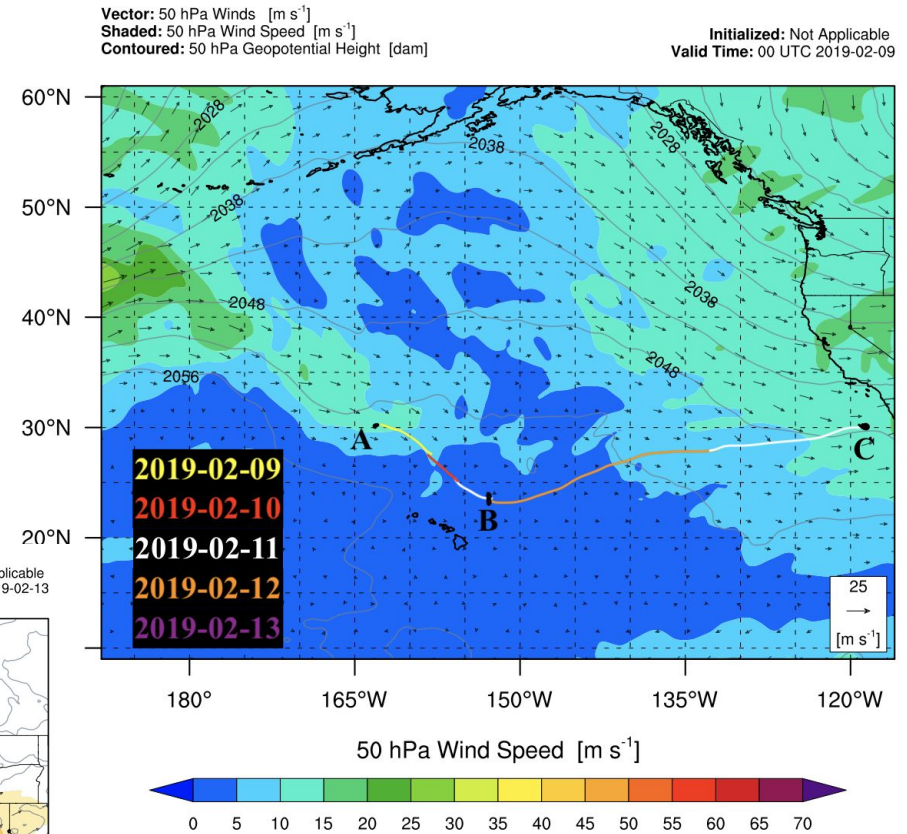 Vector: 50 hPa Winds [m s-1]
Shaded: 50 hPa Wind Speed [m s-1]
Contoured: 50 hPa Geopotential Height [dam]
Initialized: Not Applicable
Valid Time: 00 UTC 2019-02-09
60°N
50°N
40°N
30°N
20°N
2028
2038
2038
2028
2048
2038
2056
2048
A
B
C
2019-02-09
2019-02-10
2019-02-11
2019-02-12
2019-02-13
25
[m s-1]
plicable
9-02-13
180°
165°W
150°W
135°W
120°W
50 hPa Wind Speed [m s-1]
0
5
10
15
20
25
30
35
40
45
50
55
60
65
70